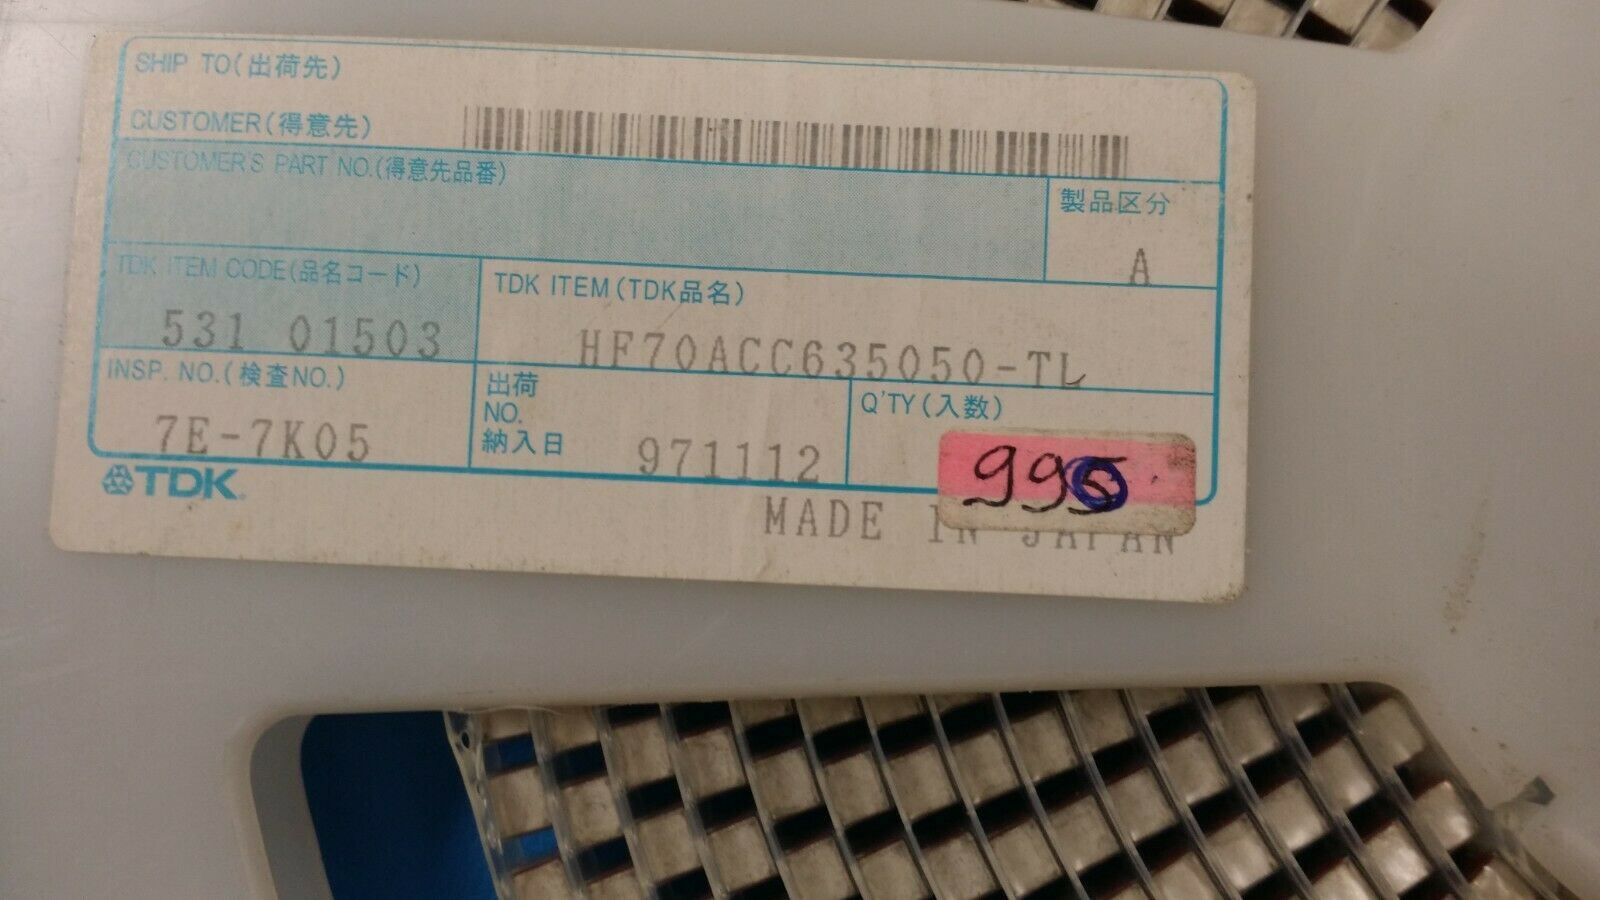 SHIP TO(出荷先)
CUSTOMER(得意先)
CUSTOMER'S PART NO.(得意先品番)
製品区分
A
TDK ITEM CODE(品名コード)
531 01503
TDK ITEM(TDK品名)
HF70ACC635050-TL
INSP. NO.(検査NO.)
7E-7K05
出荷
NO.
納入日
971112
Q'TY(入数)
995
TDK
MADE IN JAPAN